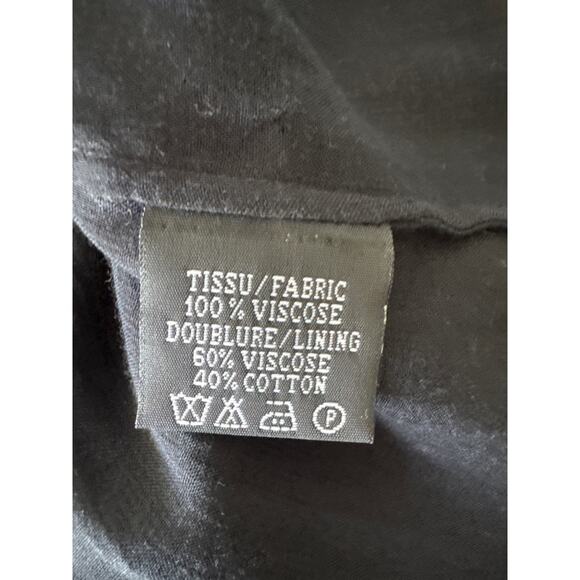 TISSU/FABRIC
100% VISCOSE
DOUBLURE/LINING
60% VISCOSE
40% COTTON
P